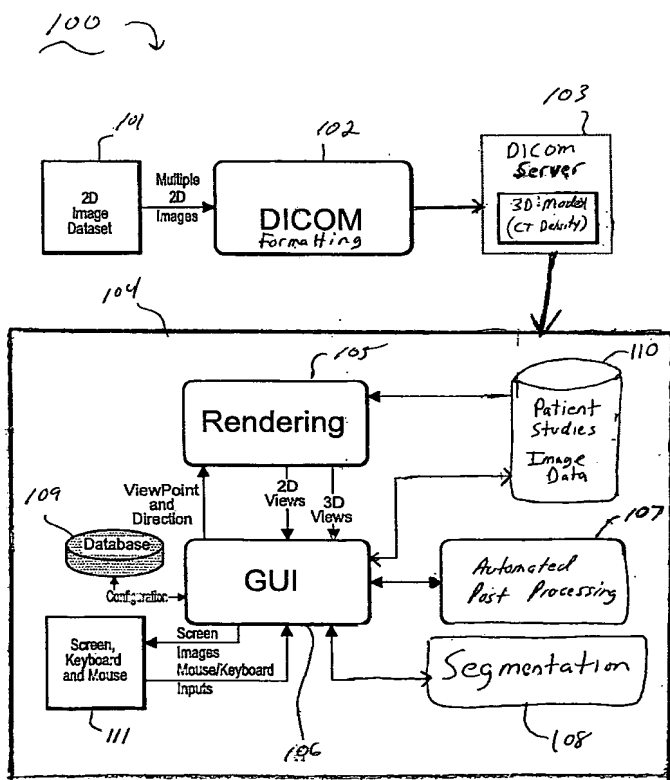 100
101
102
103
2D
Image
Dataset
Multiple
2D
Images
DICOM
Formatting
DICOM
Server
3D Model
(CT Density)
104
105
110
Rendering
Patient
Studies
Image
Data
ViewPoint
and
Direction
2D
Views
3D
Views
109
Database
107
GUI
Automated
Post Processing
Configuration
Screen
Images
Mouse/Keyboard
Inputs
Screen,
Keyboard
and Mouse
Segmentation
111
106
108